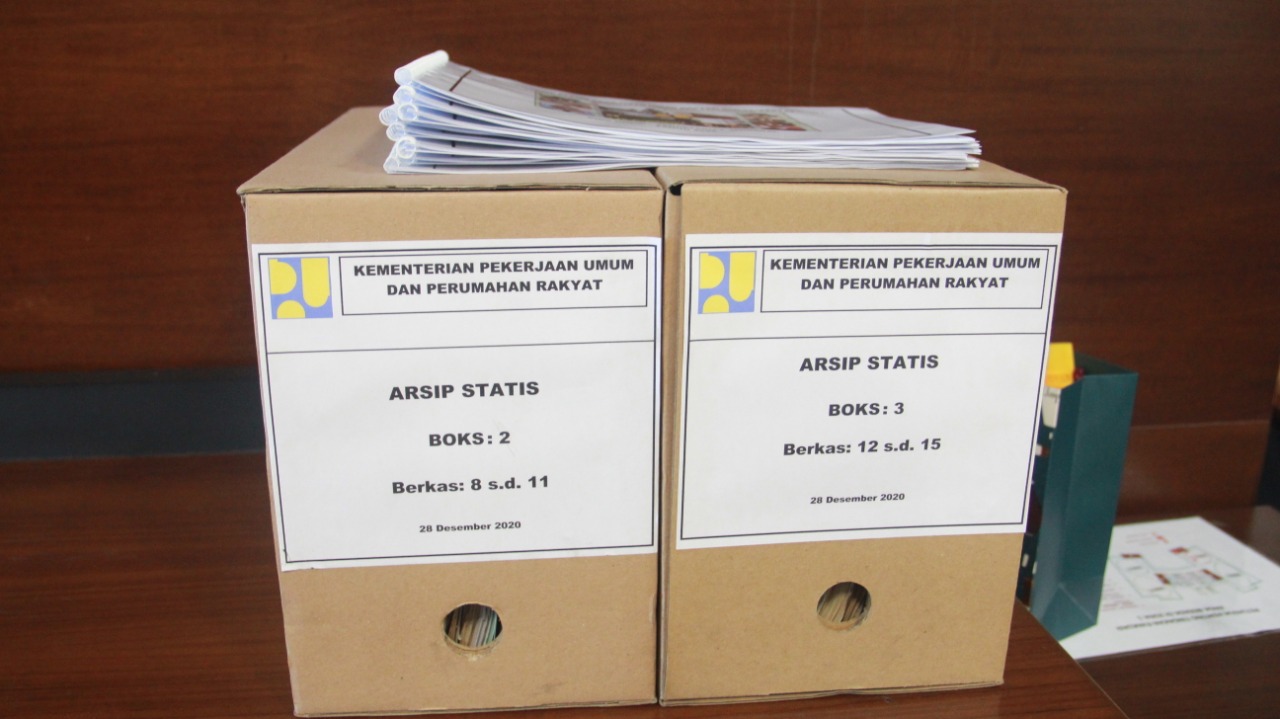 KEMENTERIAN PEKERJAAN UMUM
DAN PERUMAHAN RAKYAT
ARSIP STATIS
BOKS: 2
Berkas: 8 s.d. 11
28 Desember 2020
KEMENTERIAN PEKERJAAN UMUM
DAN PERUMAHAN RAKYAT
ARSIP STATIS
BOKS: 3
Berkas: 12 s.d. 15
28 Desember 2020